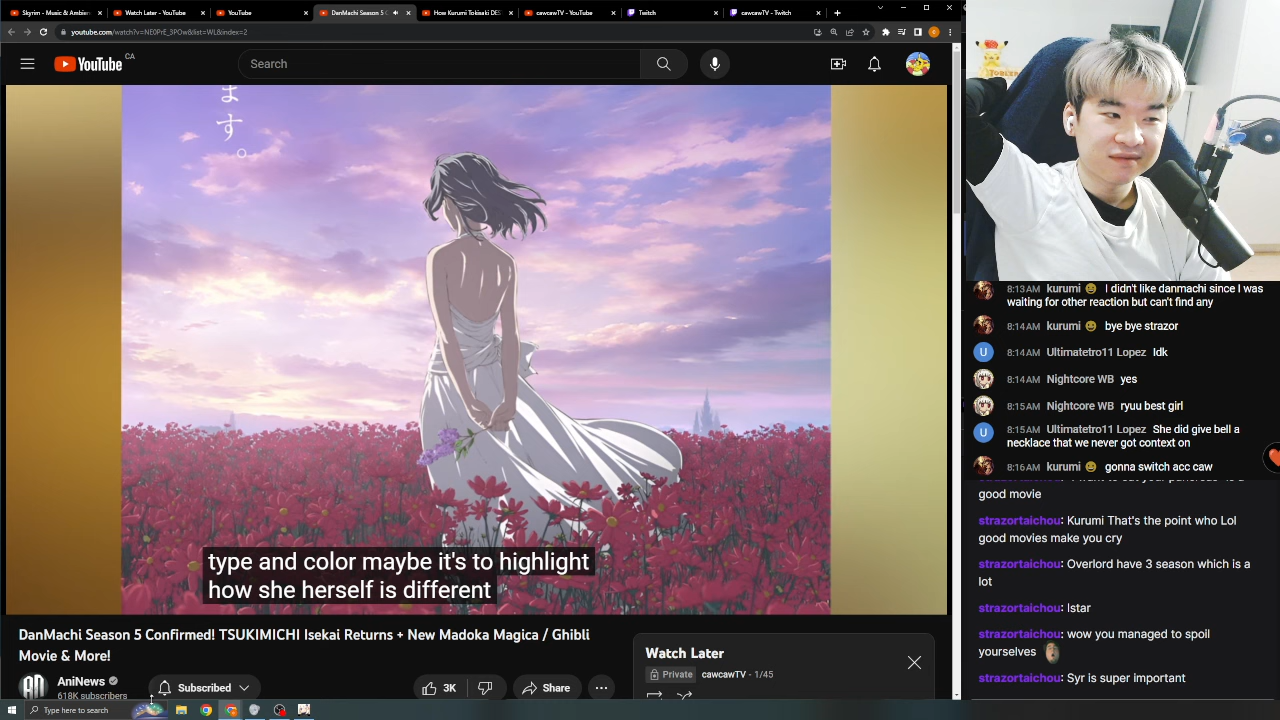 Skyrim - Music & Ambien
Watch Later - YouTube
YouTube
DanMachi Season 5 C
How Kurumi Tokisaki DES
cawcawTV - YouTube
Twitch
cawcawTV - Twitch
youtube.com/watch?v=NE0PrE_3POw&list=WL&index=2
YouTube CA
Search
ます。
type and color maybe it's to highlight
how she herself is different
DanMachi Season 5 Confirmed! TSUKIMICHI Isekai Returns + New Madoka Magica / Ghibli
Movie & More!
AniNews
618K subscribers
Subscribed
3K
Share
Watch Later
Private
cawcawTV - 1/45
Type here to search
8:13AM kurumi I didn't like danmachi since I was
waiting for other reaction but can't find any
8:14AM kurumi bye bye strazor
U 8:14AM Ultimatetro11 Lopez Idk
8:14AM Nightcore WB yes
8:15AM Nightcore WB ryuu best girl
U 8:15AM Ultimatetro11 Lopez She did give bell a
necklace that we never got context on
8:16AM kurumi gonna switch acc caw
good movie
strazortaichou: Kurumi That's the point who Lol
good movies make you cry
strazortaichou: Overlord have 3 season which is a
lot
strazortaichou: Istar
strazortaichou: wow you managed to spoil
yourselves
strazortaichou: Syr is super important